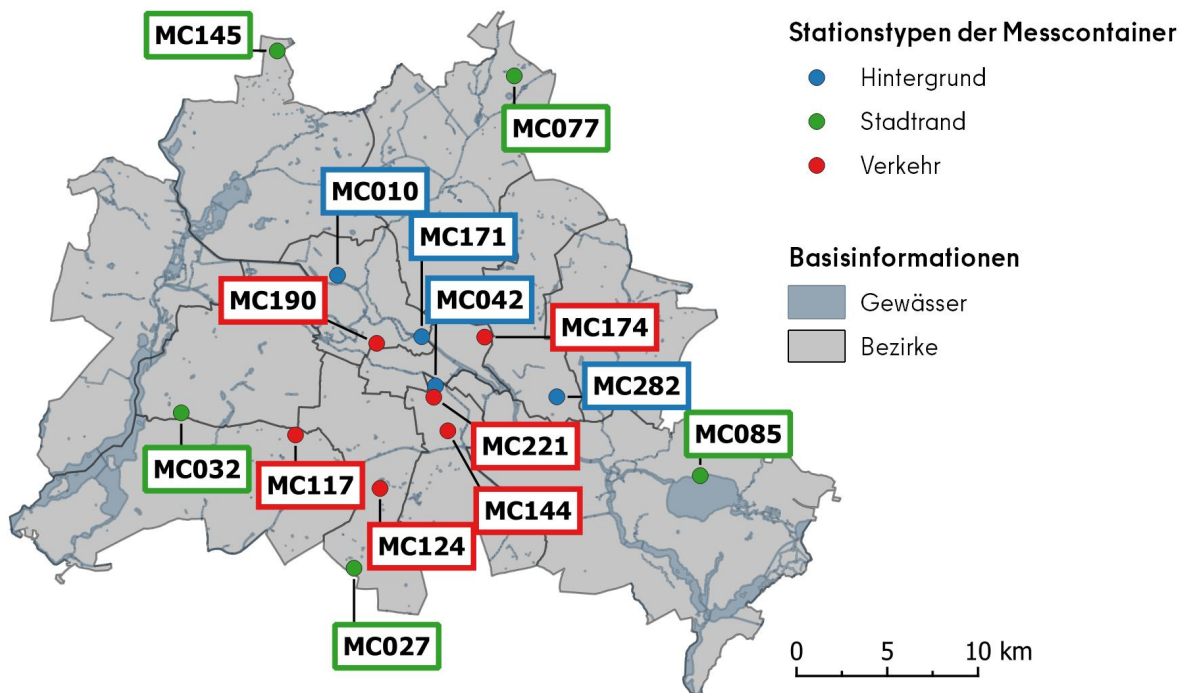 MC145
MC077
MC010
MC171
MC190
MC042
MC174
MC282
MC085
MC221
MC032
MC117
MC144
MC124
MC027
Stationstypen der Messcontainer
Hintergrund
Stadtrand
Verkehr
Basisinformationen
Gewässer
Bezirke
0 5 10 km